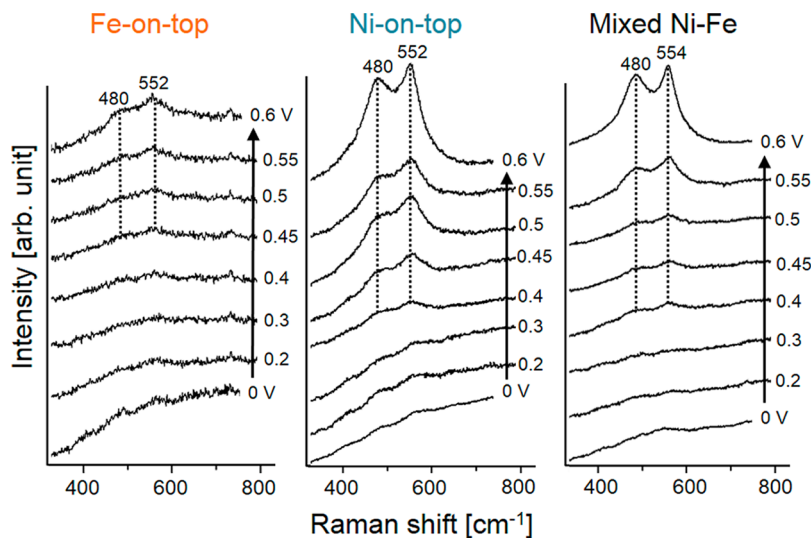 Fe-on-top
Ni-on-top
Mixed Ni-Fe
480 552
0.6 V
0.55
0.5
0.45
0.4
0.3
0.2
0 V
480 552
0.6 V
0.55
0.5
0.45
0.4
0.3
0.2
0 V
480 554
0.6 V
0.55
0.5
0.45
0.4
0.3
0.2
0 V
Intensity [arb. unit]
400 600 800
400 600 800
400 600 800
Raman shift [cm⁻¹]